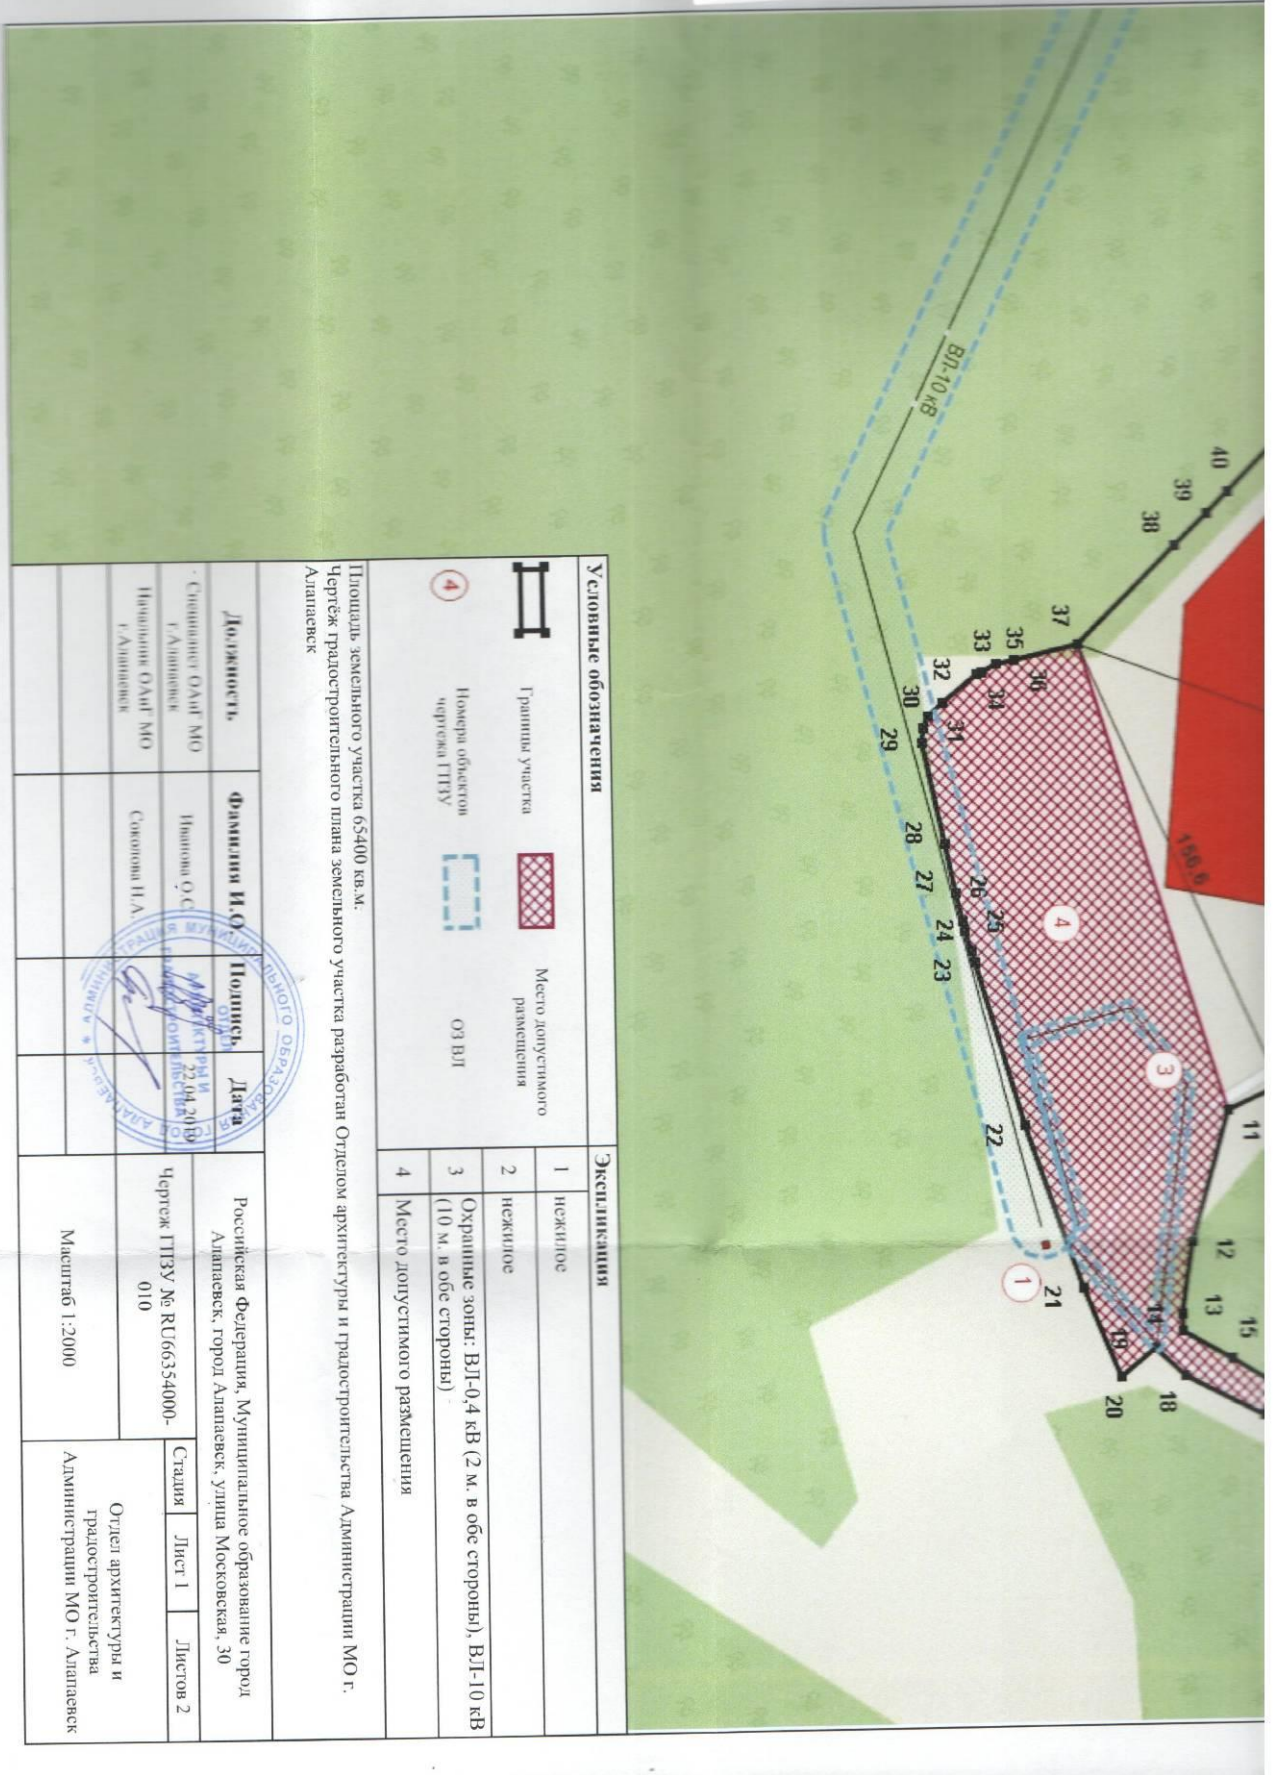 ВЛ-10 кВ
40
39
38
37
35
33
36
34
32
30
31
29
28
27
26
25
24
23
22
21
20
19
18
14
15
13
12
11
166,6
4
3
1
Условные обозначения
Границы участка
Место допустимого
размещения
4
Номера объектов
чертежа ГПЗУ
ОЗ ВЛ
Экспликация
1 нежилое
2 нежилое
3 Охранные зоны: ВЛ-0,4 кВ (2 м. в обе стороны), ВЛ-10 кВ
(10 м. в обе стороны)
4 Место допустимого размещения
Площадь земельного участка 65400 кв.м.
Чертёж градостроительного плана земельного участка разработан Отделом архитектуры и градостроительства Администрации МО г.
Алапаевск
Должность Фамилия И.О. Подпись Дата
Специалист ОАиГ МО
г.Алапаевск
Иванова О.С.
22.04.2019
Начальник ОАиГ МО
г.Алапаевск
Соколова Н.А.
Российская Федерация, Муниципальное образование город
Алапаевск, город Алапаевск, улица Московская, 30
Чертеж ГПЗУ № RU66354000-
010
Стадия Лист 1 Листов 2
Масштаб 1:2000
Отдел архитектуры и
градостроительства
Администрации МО г. Алапаевск